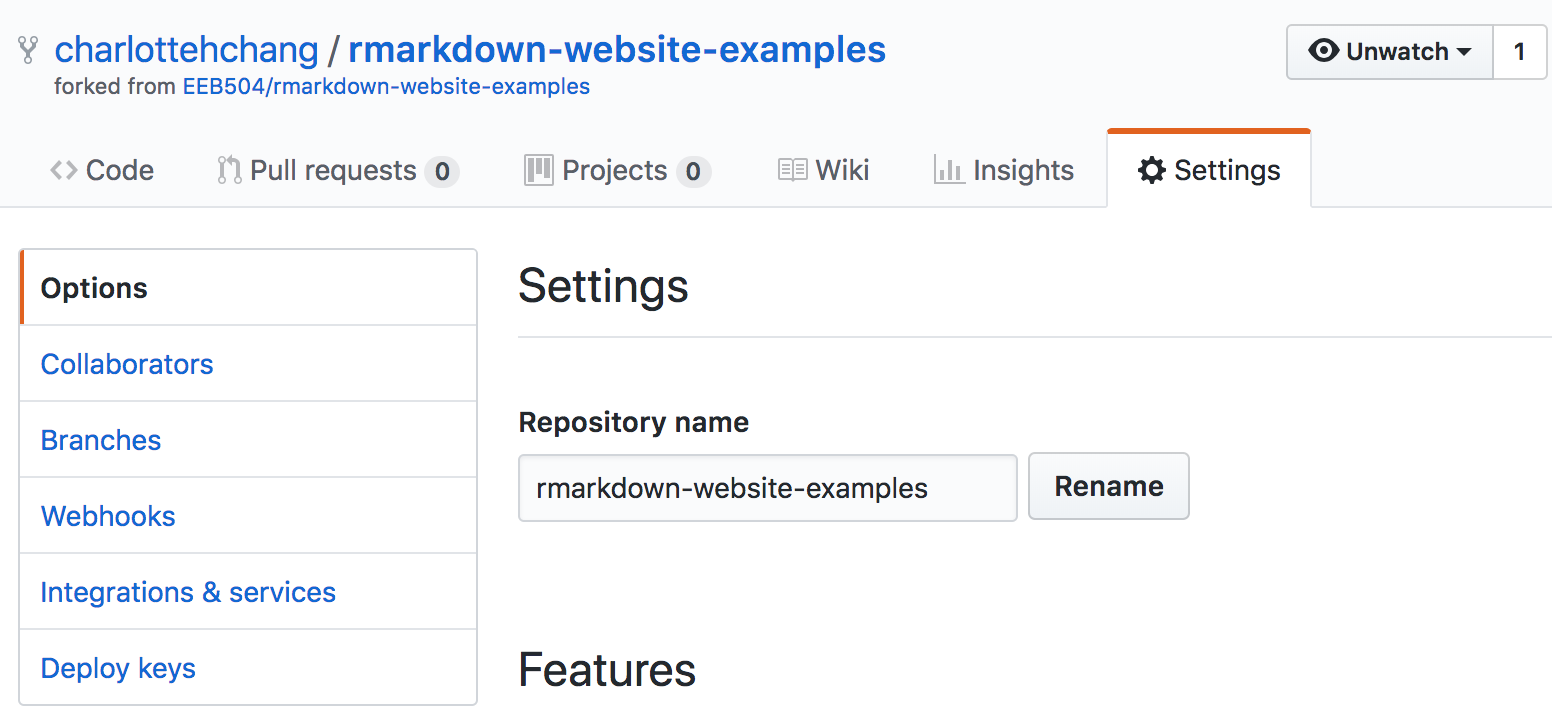 charlottehchang / rmarkdown-website-examples
Unwatch 1
forked from EEB504/rmarkdown-website-examples
Code Pull requests 0 Projects 0 Wiki Insights Settings
Options
Collaborators
Branches
Webhooks
Integrations & services
Deploy keys
Settings
Repository name
rmarkdown-website-examples Rename
Features